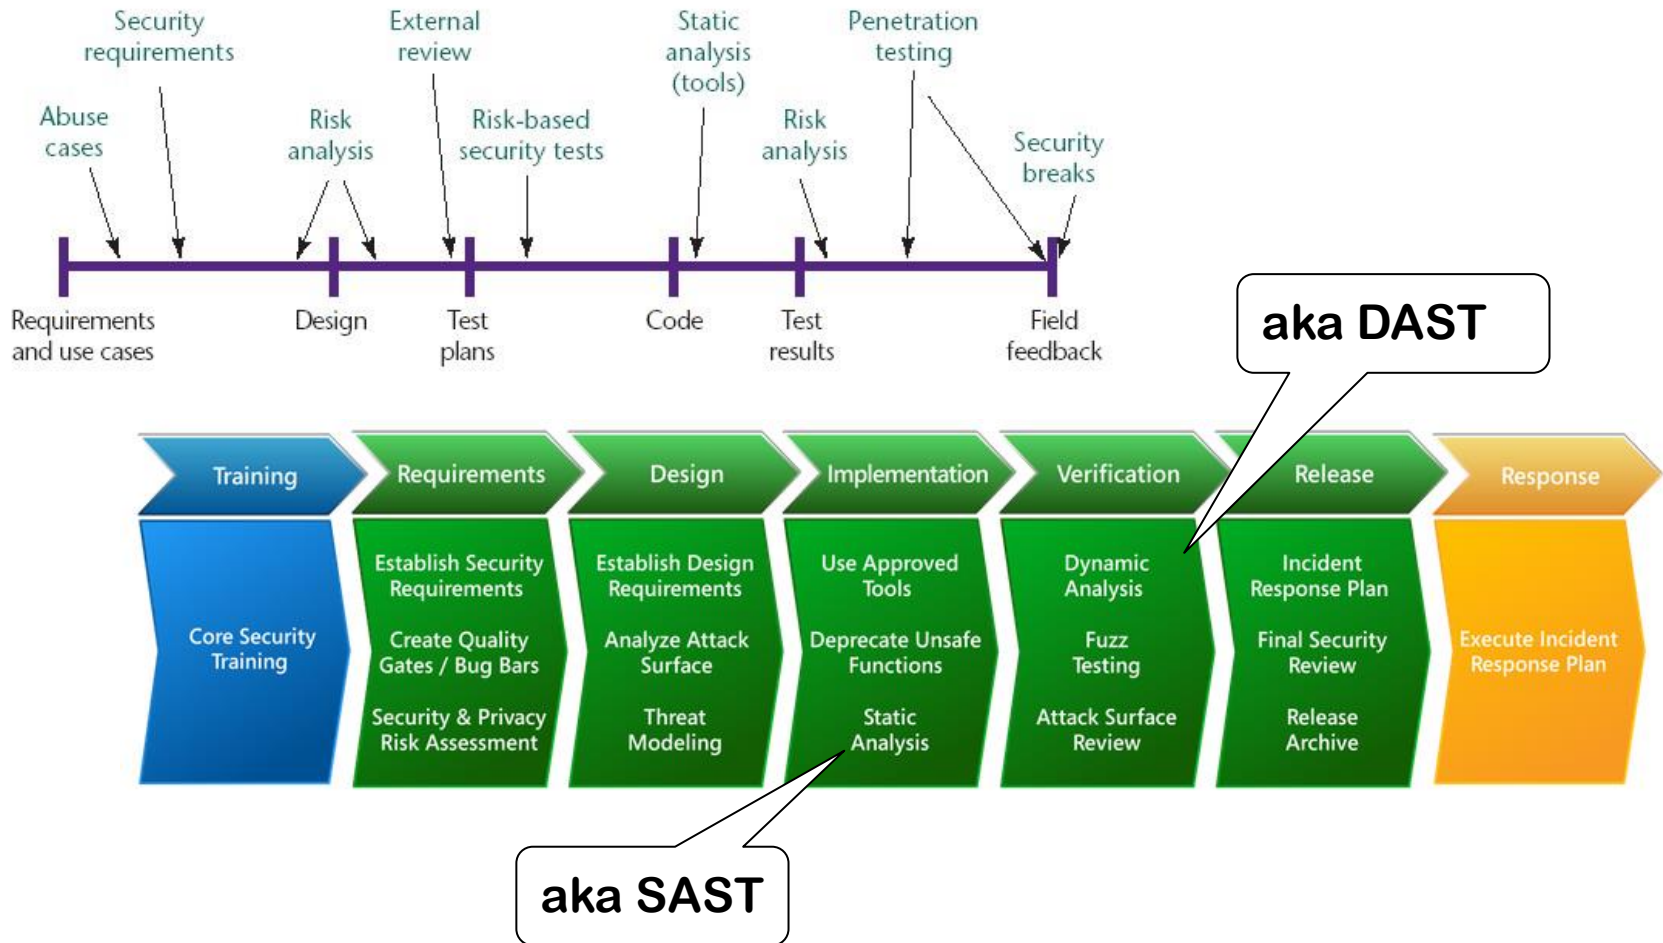 Security
requirements
External
review
Static
analysis
(tools)
Penetration
testing
Abuse
cases
Risk
analysis
Risk-based
security tests
Risk
analysis
Security
breaks
Requirements
and use cases
Design
Test
plans
Code
Test
results
Field
feedback
aka DAST
Training
Requirements
Design
Implementation
Verification
Release
Response
Core Security
Training
Establish Security
Requirements
Create Quality
Gates / Bug Bars
Security & Privacy
Risk Assessment
Establish Design
Requirements
Analyze Attack
Surface
Threat
Modeling
Use Approved
Tools
Deprecate Unsafe
Functions
Static
Analysis
Dynamic
Analysis
Fuzz
Testing
Attack Surface
Review
Incident
Response Plan
Final Security
Review
Release
Archive
Execute Incident
Response Plan
aka SAST